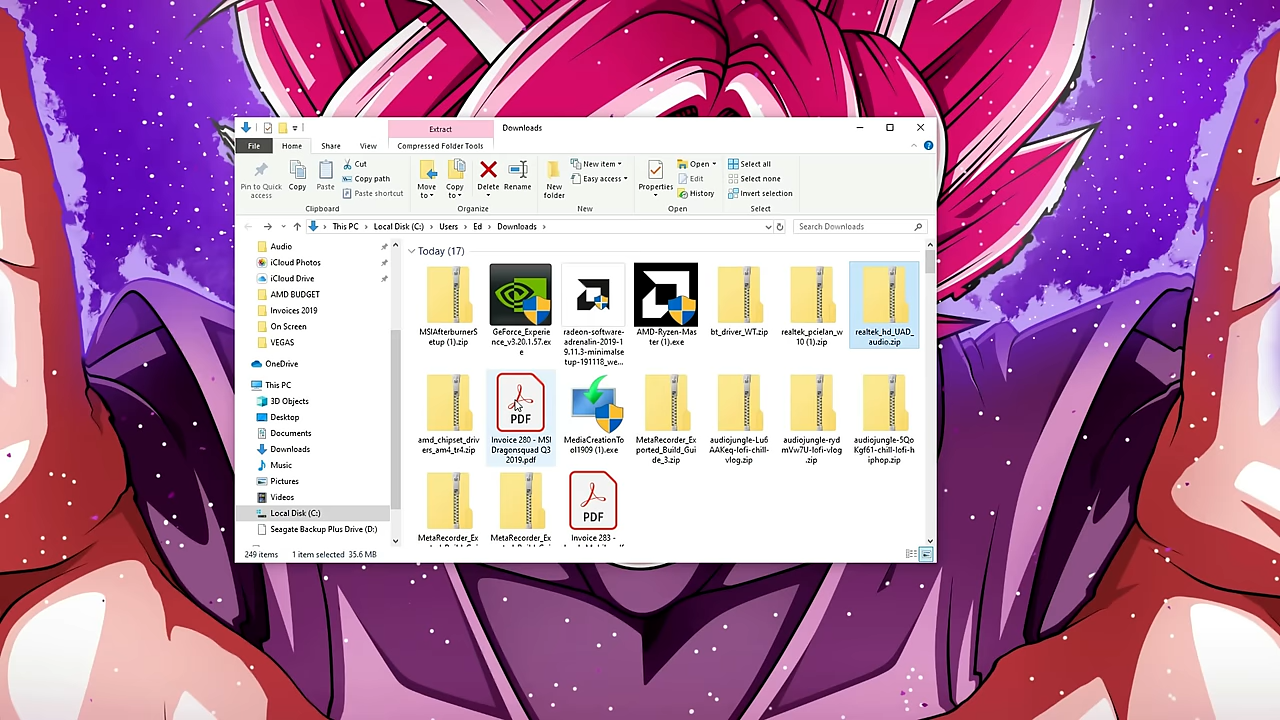 Extract
Downloads
File
Home
Share
View
Compressed Folder Tools
Pin to Quick access
Copy
Paste
Cut
Copy path
Paste shortcut
Clipboard
Move to
Copy to
Delete
Rename
Organize
New folder
New item
Easy access
New
Properties
Open
Edit
History
Open
Select all
Select none
Invert selection
Select
This PC
Local Disk (C:)
Users
Ed
Downloads
Search Downloads
Audio
iCloud Photos
iCloud Drive
AMD BUDGET
Invoices 2019
On Screen
VEGAS
OneDrive
This PC
3D Objects
Desktop
Documents
Downloads
Music
Pictures
Videos
Local Disk (C:)
Seagate Backup Plus Drive (D:)
Today (17)
MSIAfterburnerS
etup (1).zip
GeForce_Experie
nce_v3.20.1.57.ex
e
radeon-software-
adrenalin-2019-1
9.11.3-minimalse
tup-191118_we...
AMD-Ryzen-Mas
ter (1).exe
bt_driver_WT.zip
realtek_pcielan_w
10 (1).zip
realtek_hd_UAD_
audio.zip
amd_chipset_driv
ers_am4_tr4.zip
PDF
Invoice 280 - MSI
Dragonsquad Q3
2019.pdf
MediaCreationTo
ol1909 (1).exe
MetaRecorder_Ex
ported_Build_Gui
de_3.zip
audiojungle-Lu6
AAKeq-lofi-chill-
vlog.zip
audiojungle-ryd
mVw7U-lofi-vlog
.zip
audiojungle-5Qo
Kgf61-chill-lofi-h
iphop.zip
MetaRecorder_Ex
MetaRecorder_Ex
PDF
Invoice 283 -
249 items
1 item selected 35.6 MB